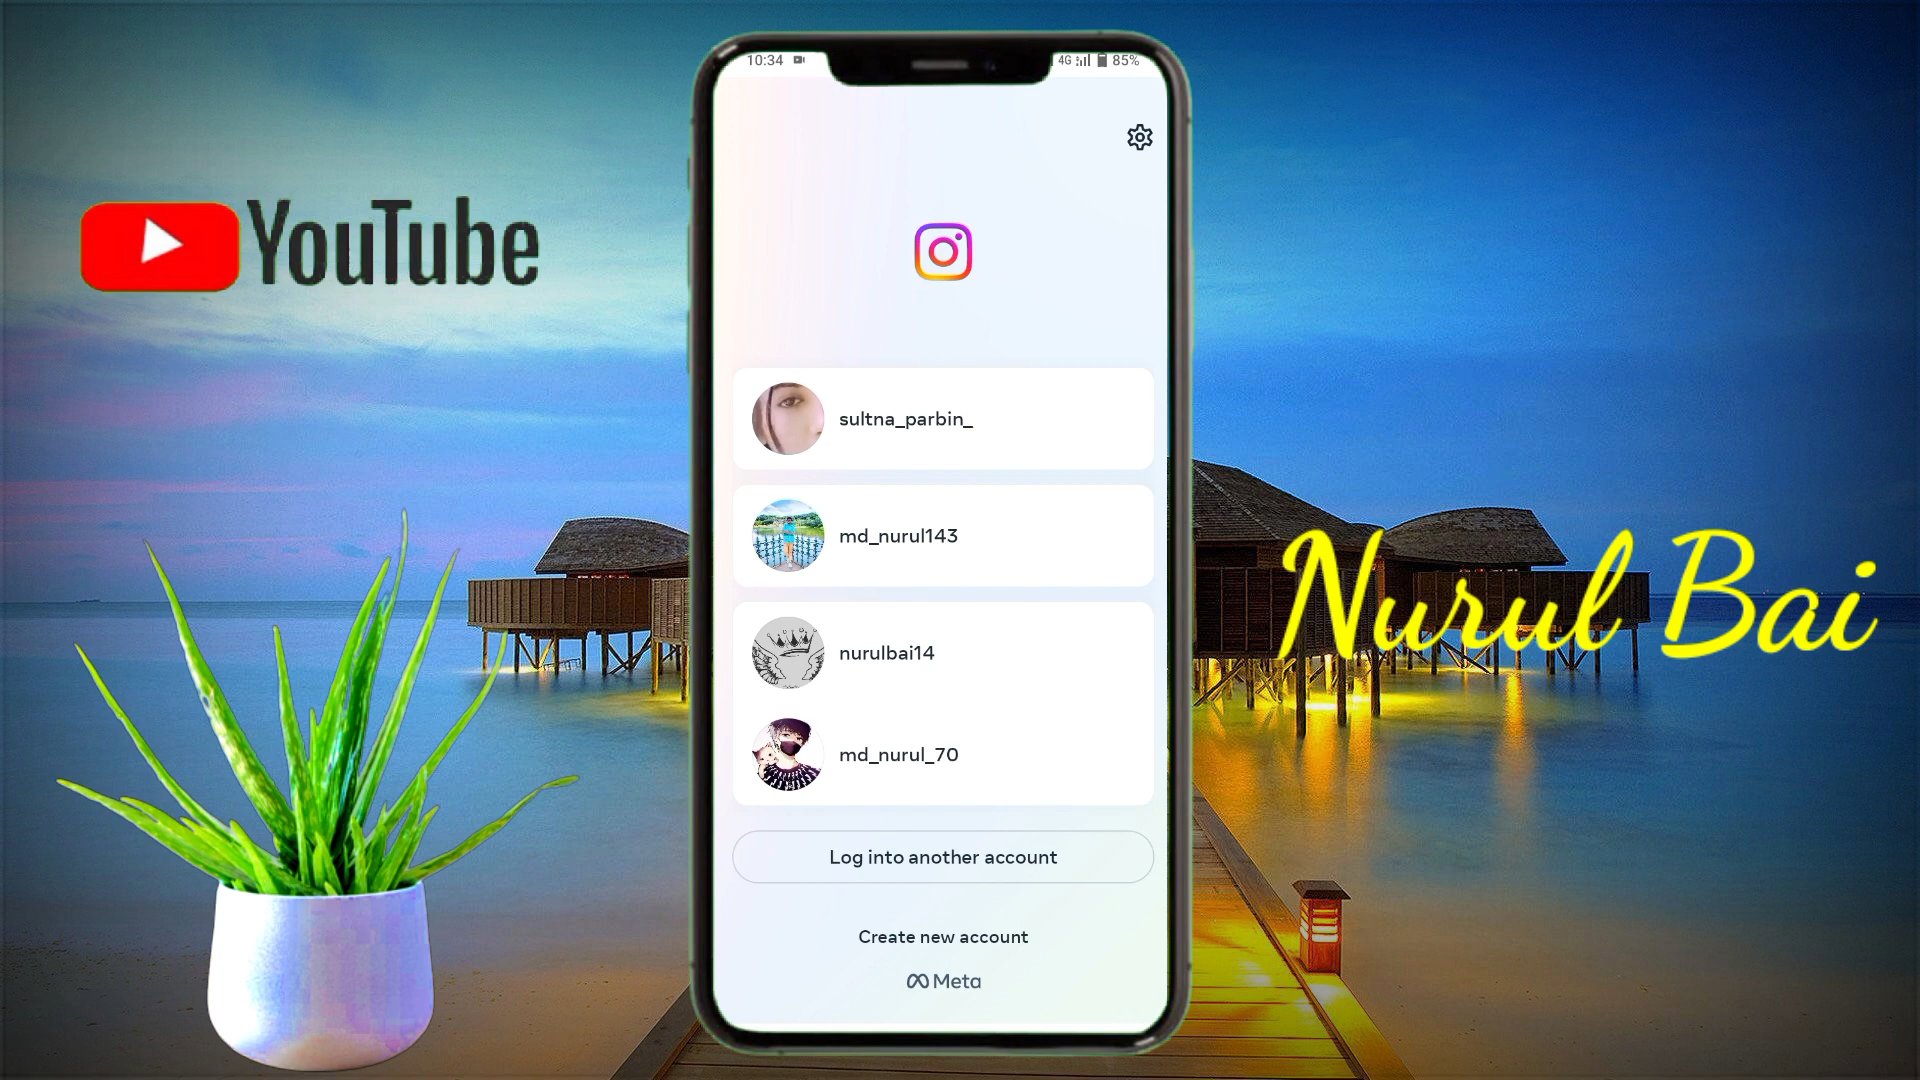 10:34 4G 85%
YouTube
sultna_parbin_
md_nurul143
Nurul Bai
nurulbai14
md_nurul_70
Log into another account
Create new account
Meta